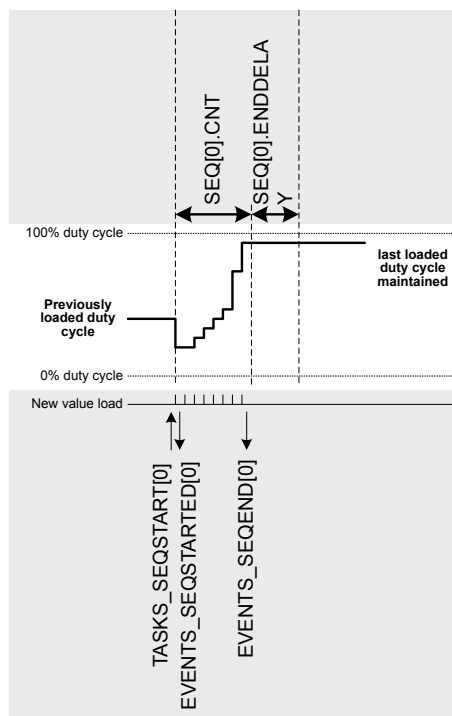 SEQ[0].CNT
SEQ[0].ENDDELA
Y
100% duty cycle
last loaded
duty cycle
maintained
Previously
loaded duty
cycle
0% duty cycle
New value load
TASKS_SEQSTART[0]
EVENTS_SEQSTARTED[0]
EVENTS_SEQEND[0]